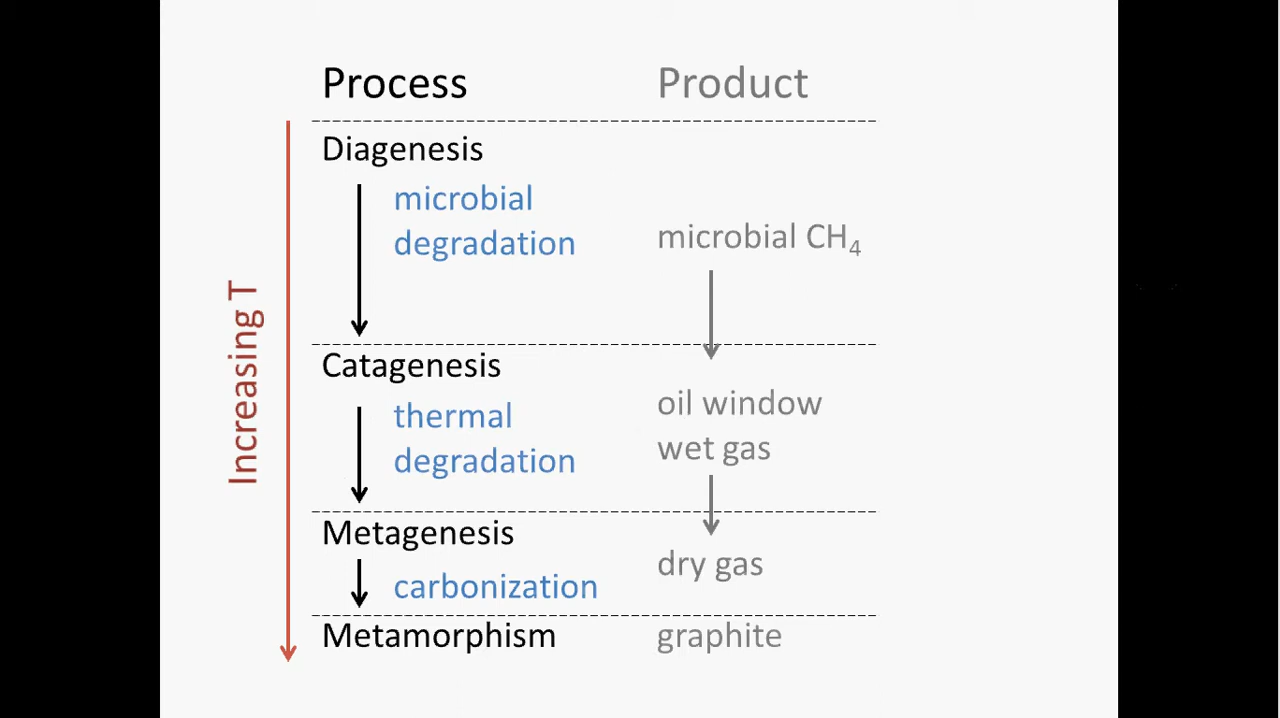 Process Product
Diagenesis
microbial
degradation
microbial CH₄
Catagenesis
thermal
degradation
oil window
wet gas
Metagenesis
carbonization
dry gas
Metamorphism graphite
Increasing T